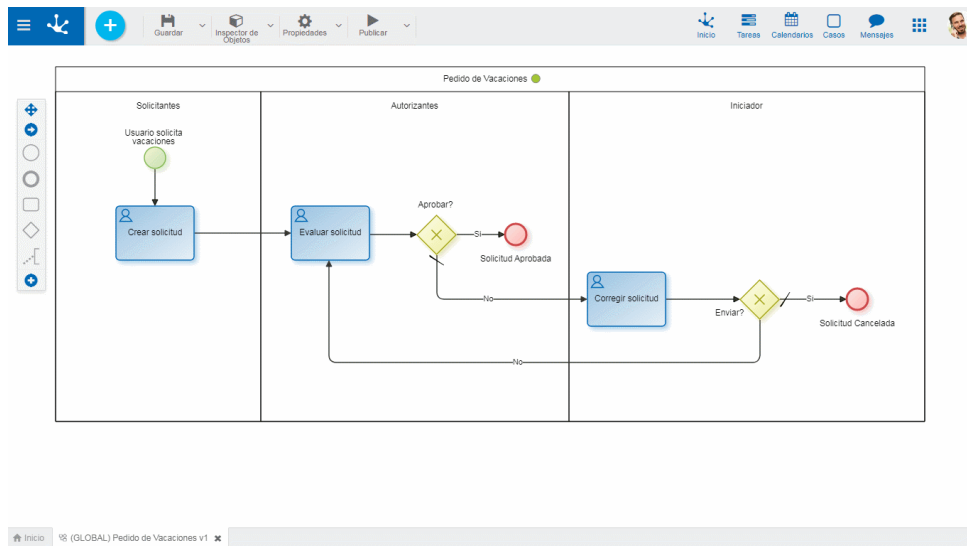 Guardar
Inspector de
Objetos
Propiedades
Publicar
Inicio
Tareas
Calendarios
Casos
Mensajes
Pedido de Vacaciones
Solicitantes
Autorizantes
Iniciador
Usuario solicita
vacaciones
Crear solicitud
Evaluar solicitud
Aprobar?
Si
Solicitud Aprobada
No
Corregir solicitud
Enviar?
Si
Solicitud Cancelada
No
Inicio
(GLOBAL) Pedido de Vacaciones v1